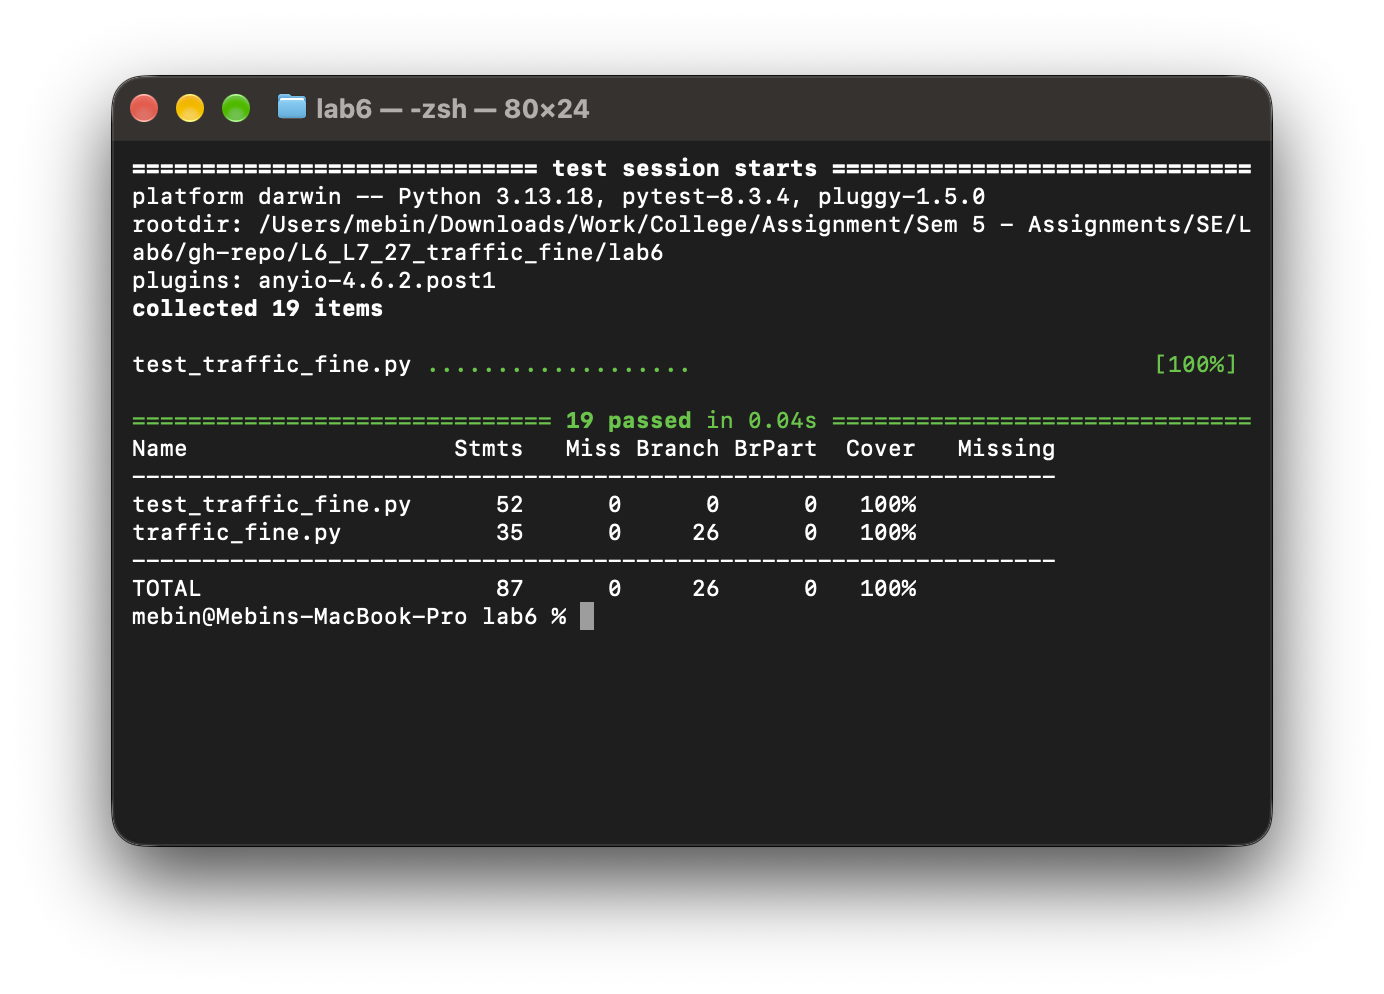 lab6 — -zsh — 80×24
============================= test session starts ==============================
platform darwin -- Python 3.13.18, pytest-8.3.4, pluggy-1.5.0
rootdir: /Users/mebin/Downloads/Work/College/Assignment/Sem 5 - Assignments/SE/L
ab6/gh-repo/L6_L7_27_traffic_fine/lab6
plugins: anyio-4.6.2.post1
collected 19 items
test_traffic_fine.py ................... [100%]
============================== 19 passed in 0.04s ==============================
Name                   Stmts   Miss Branch BrPart  Cover   Missing
------------------------------------------------------------------
test_traffic_fine.py      52      0      0      0   100%
traffic_fine.py           35      0     26      0   100%
------------------------------------------------------------------
TOTAL                     87      0     26      0   100%
mebin@Mebins-MacBook-Pro lab6 %